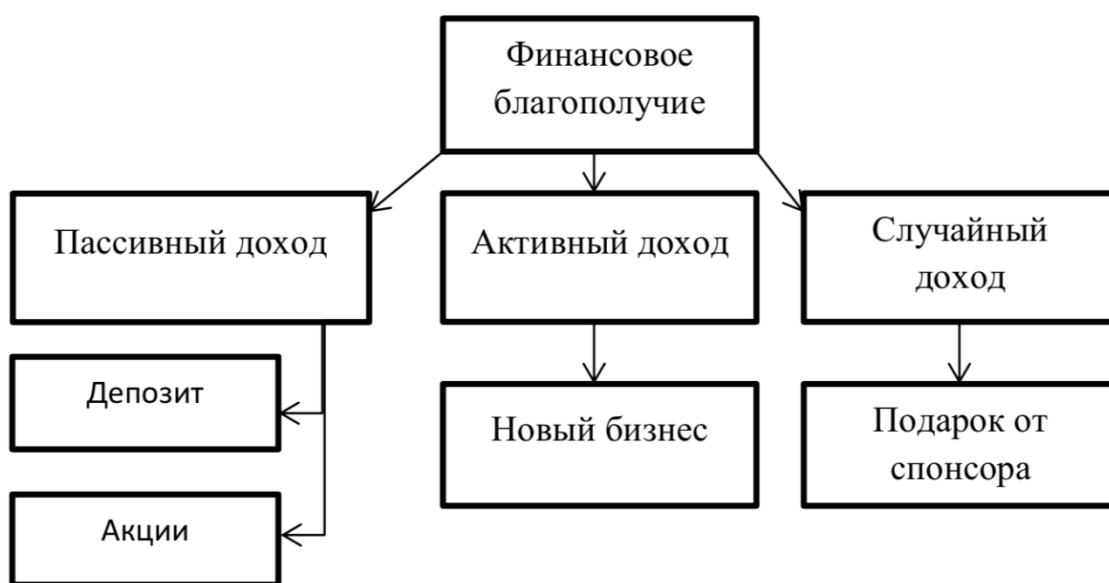 Финансовое
благополучие
Пассивный доход
Активный доход
Случайный
доход
Депозит
Новый бизнес
Подарок от
спонсора
Акции